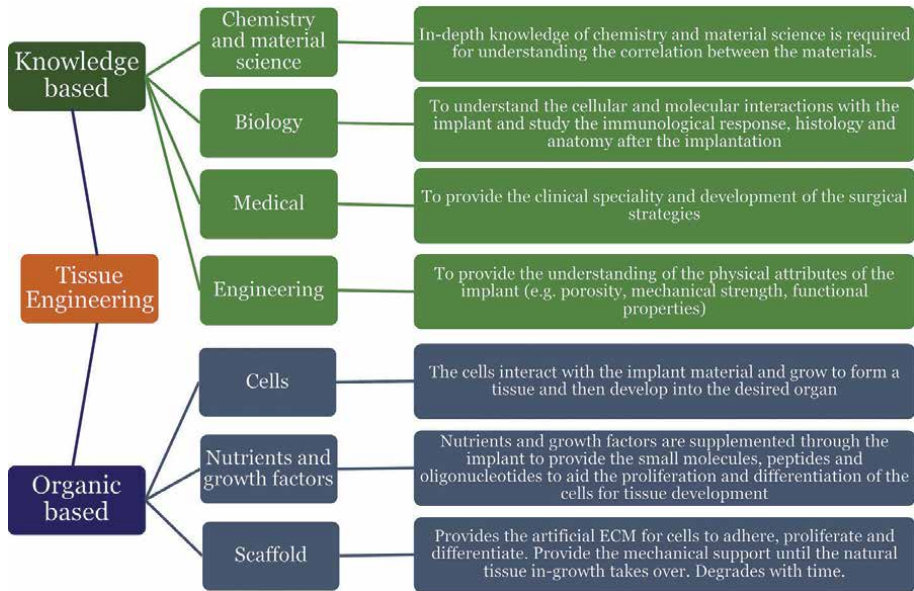 Knowledge
based
Chemistry
and material
science
In-depth knowledge of chemistry and material science is required
for understanding the correlation between the materials.
Biology
To understand the cellular and molecular interactions with the
implant and study the immunological response, histology and
anatomy after the implantation
Medical
To provide the clinical speciality and development of the surgical
strategies
Tissue
Engineering
Engineering
To provide the understanding of the physical attributes of the
implant (e.g. porosity, mechanical strength, functional
properties)
Organic
based
Cells
The cells interact with the implant material and grow to form a
tissue and then develop into the desired organ
Nutrients and
growth factors
Nutrients and growth factors are supplemented through the
implant to provide the small molecules, peptides and
oligonucleotides to aid the proliferation and differentiation of the
cells for tissue development
Scaffold
Provides the artificial ECM for cells to adhere, proliferate and
differentiate. Provide the mechanical support until the natural
tissue in-growth takes over. Degrades with time.